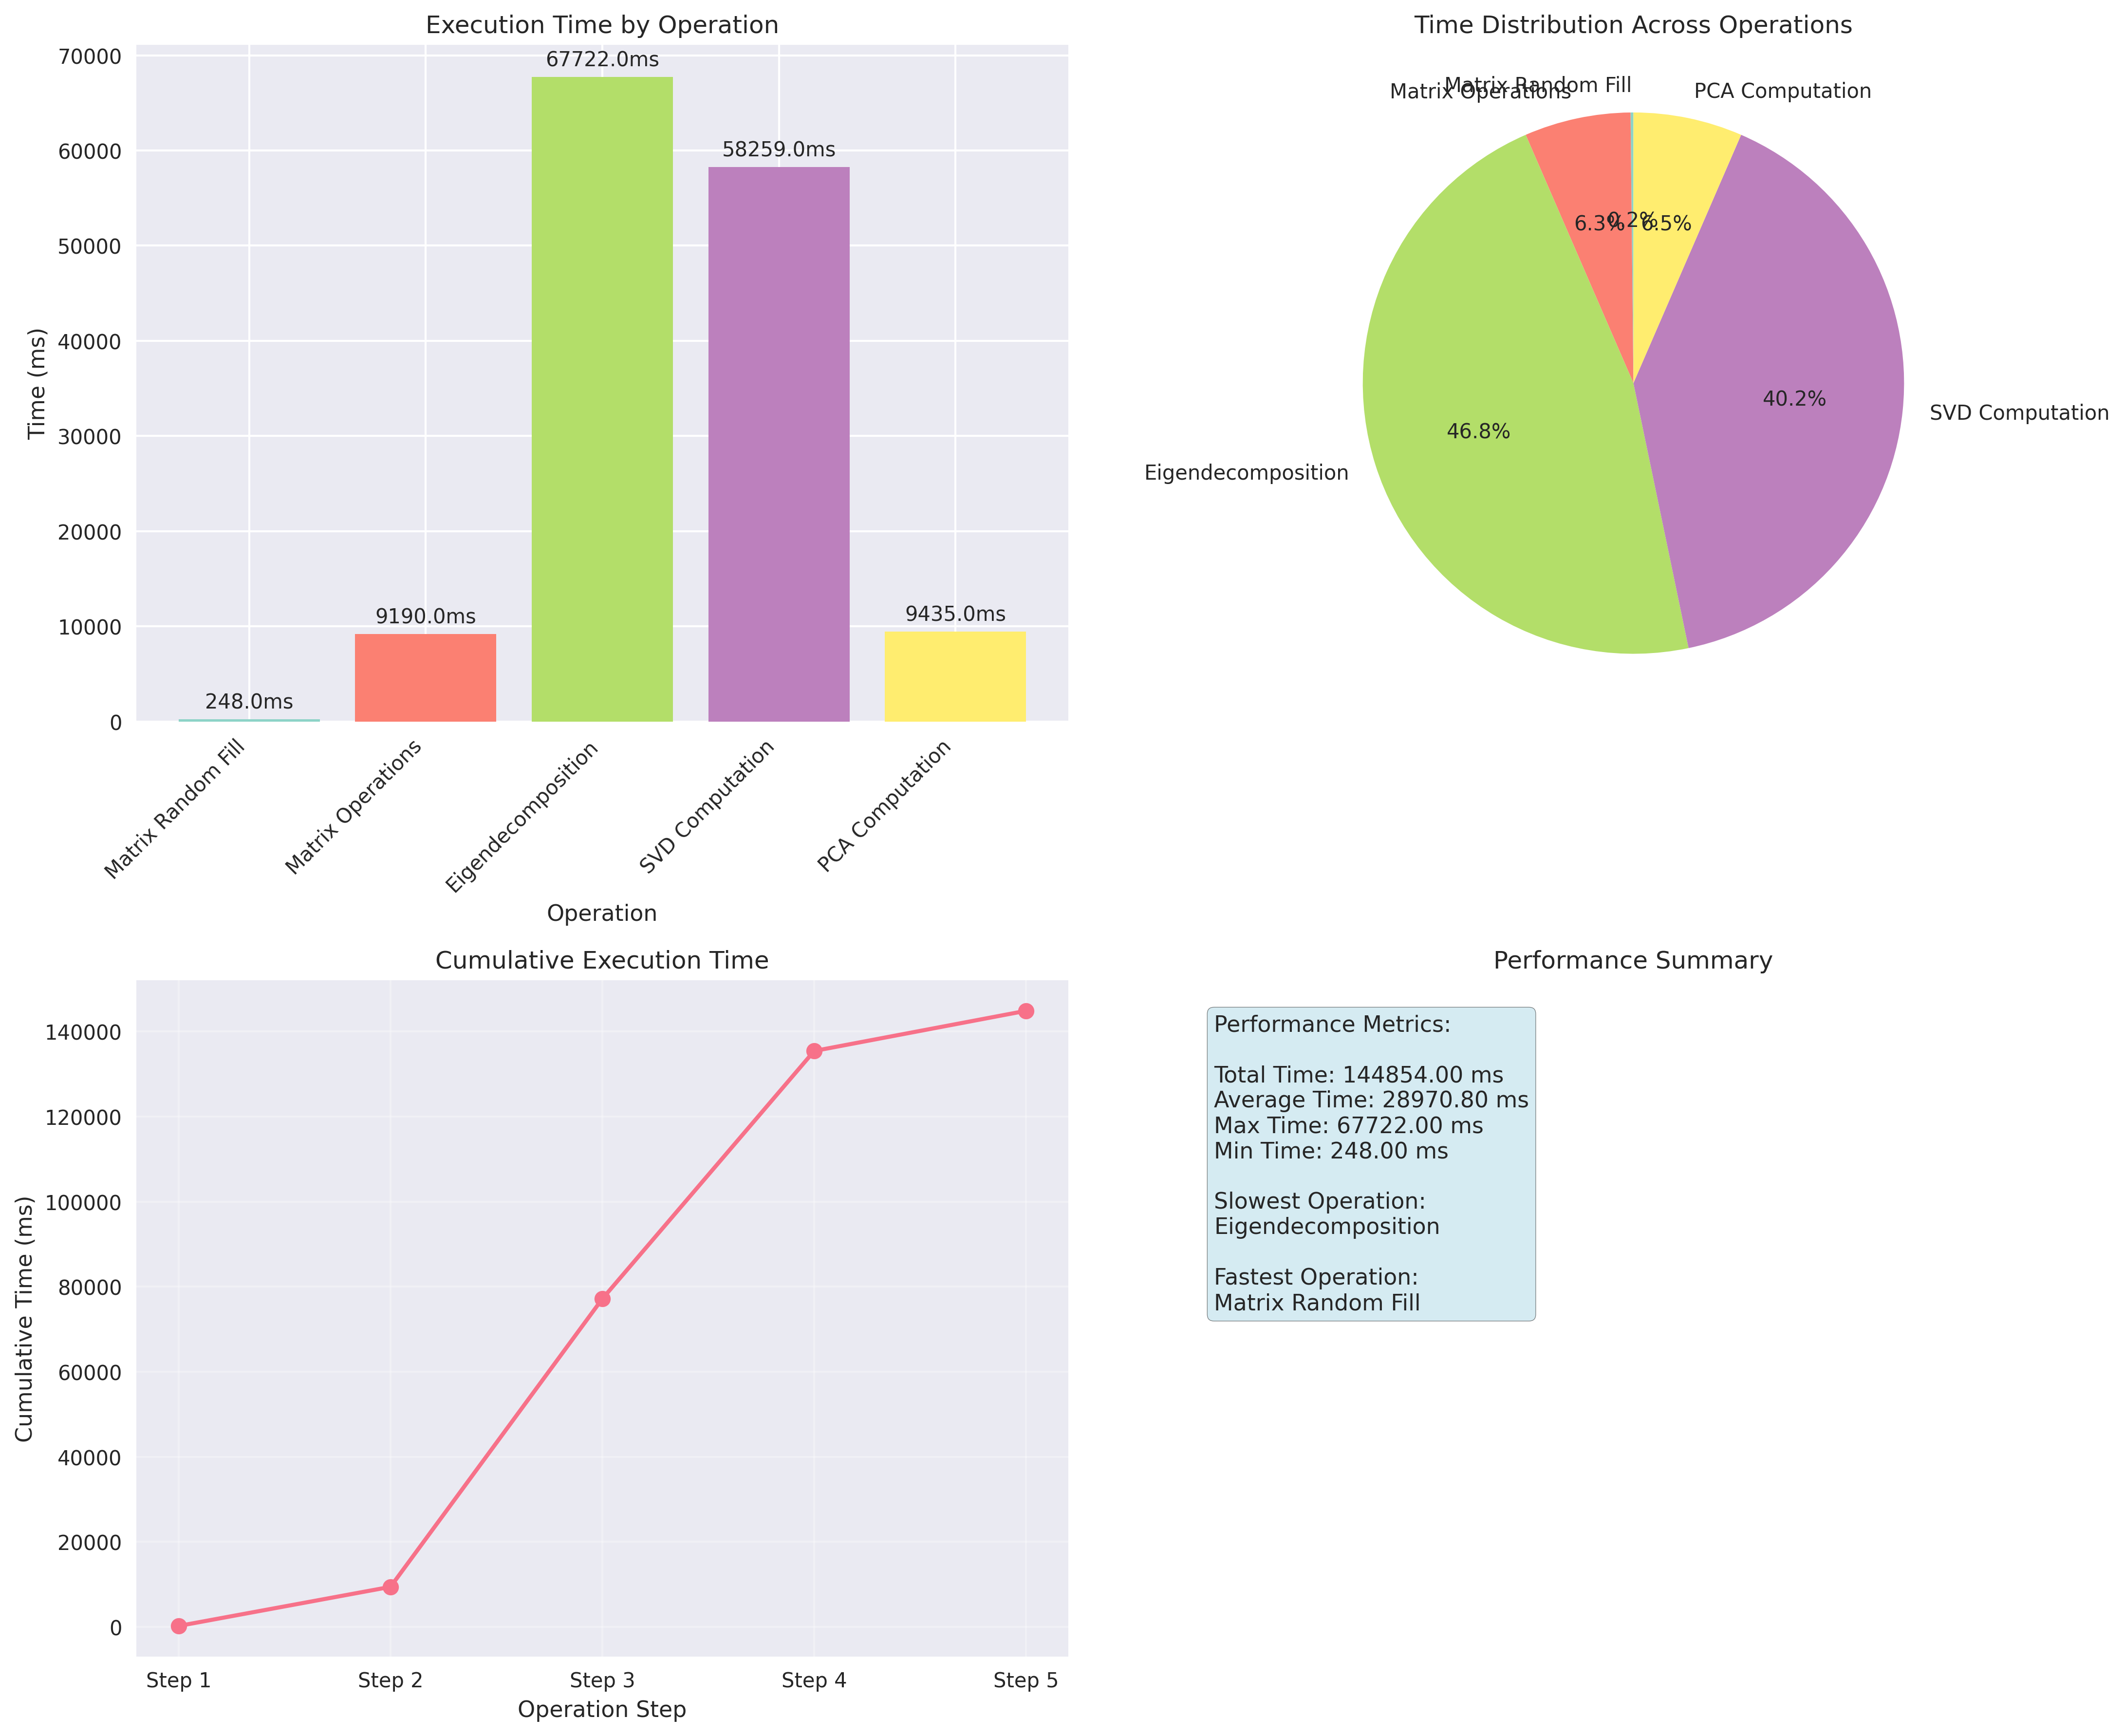 Execution Time by Operation
Time (ms)
70000
60000
50000
40000
30000
20000
10000
0
248.0ms
9190.0ms
67722.0ms
58259.0ms
9435.0ms
Matrix Random Fill
Matrix Operations
Eigendecomposition
SVD Computation
PCA Computation
Operation
Time Distribution Across Operations
Matrix Random Fill
Matrix Operations
PCA Computation
Eigendecomposition
SVD Computation
6.3%
0.2%
6.5%
46.8%
40.2%
Cumulative Execution Time
Cumulative Time (ms)
140000
120000
100000
80000
60000
40000
20000
0
Step 1
Step 2
Step 3
Step 4
Step 5
Operation Step
Performance Summary
Performance Metrics:
Total Time: 144854.00 ms
Average Time: 28970.80 ms
Max Time: 67722.00 ms
Min Time: 248.00 ms
Slowest Operation:
Eigendecomposition
Fastest Operation:
Matrix Random Fill